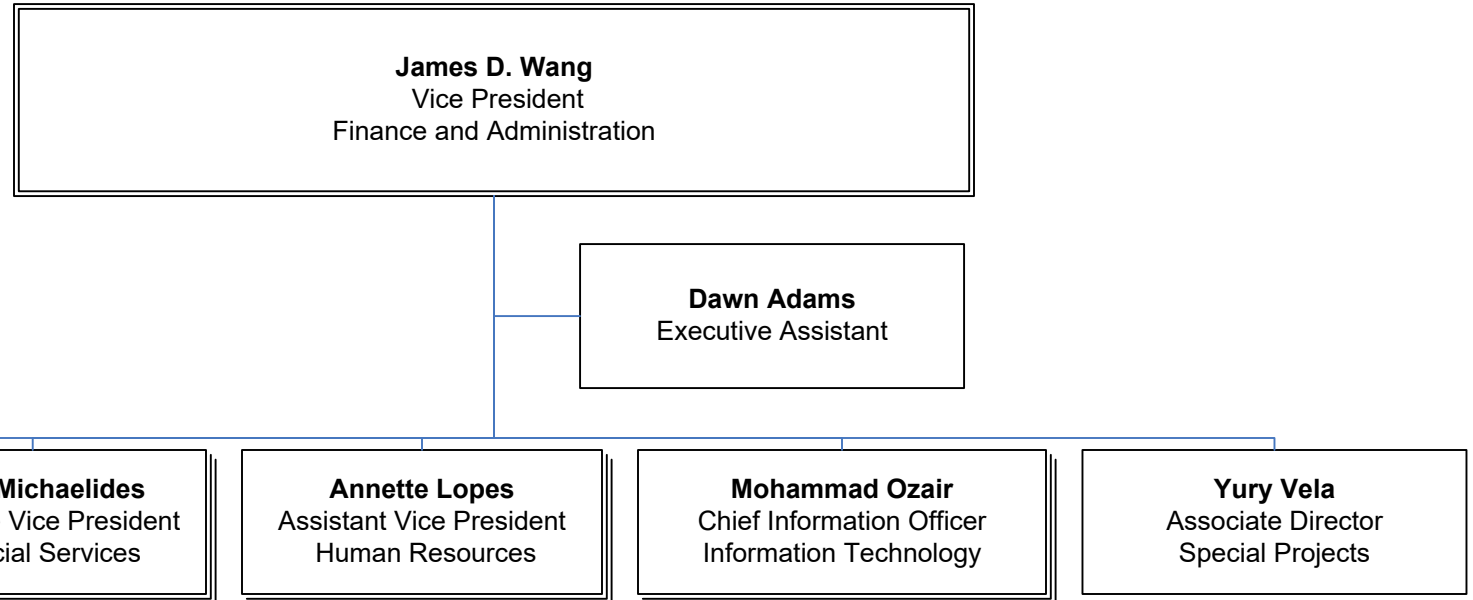 James D. Wang
Vice President
Finance and Administration
Dawn Adams
Executive Assistant
Michaelides
Vice President
Services
Annette Lopes
Assistant Vice President
Human Resources
Mohammad Ozair
Chief Information Officer
Information Technology
Yury Vela
Associate Director
Special Projects